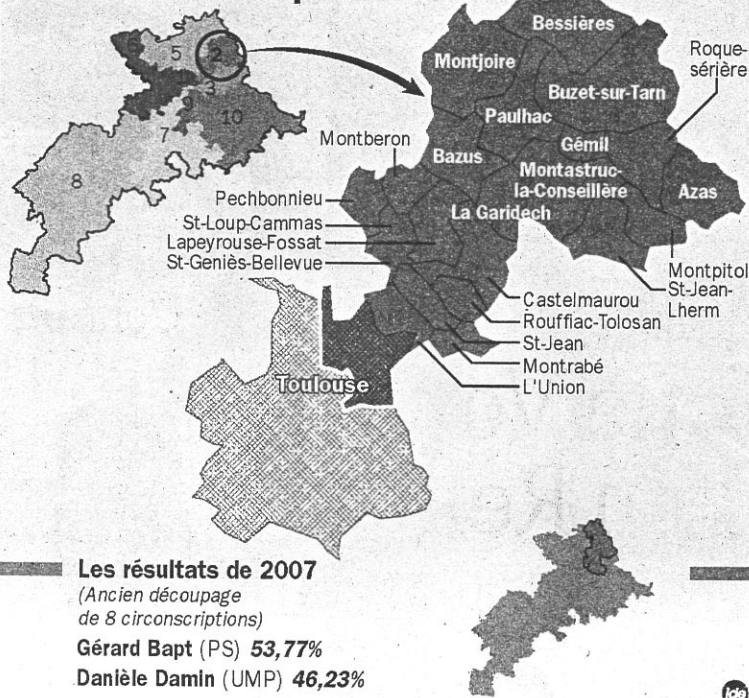 Bessières
Montjoire
Roque-
sérière
Buzet-sur-Tarn
Paulhac
Montberon
Gémil
Bazus
Montastruc-
la-Conseillère
Azas
Pechbonnieu
La Garidech
St-Loup-Cammas
Lapeyrouse-Fossat
St-Geniès-Bellevue
Montpitol
St-Jean-
Lherm
Castelmaurou
Rouffiac-Tolosan
St-Jean
Montrabé
L'Union
Toulouse
5
2
3
9
10
7
8
Les résultats de 2007
(Ancien découpage
de 8 circonscriptions)
Gérard Bapt (PS) 53,77%
Danièle Damin (UMP) 46,23%
idé